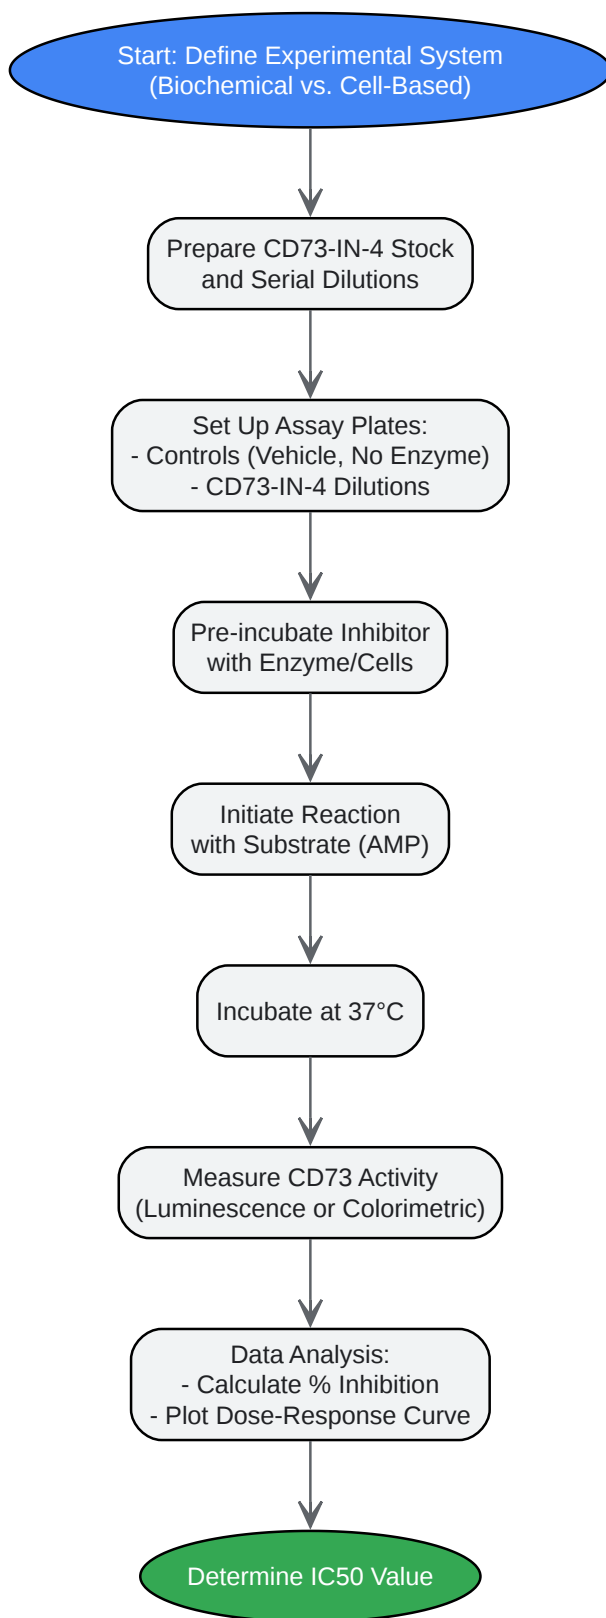 Start: Define Experimental System
(Biochemical vs. Cell-Based)
Prepare CD73-IN-4 Stock
and Serial Dilutions
Set Up Assay Plates:
- Controls (Vehicle, No Enzyme)
- CD73-IN-4 Dilutions
Pre-incubate Inhibitor
with Enzyme/Cells
Initiate Reaction
with Substrate (AMP)
Incubate at 37°C
Measure CD73 Activity
(Luminescence or Colorimetric)
Data Analysis:
- Calculate % Inhibition
- Plot Dose-Response Curve
Determine IC50 Value